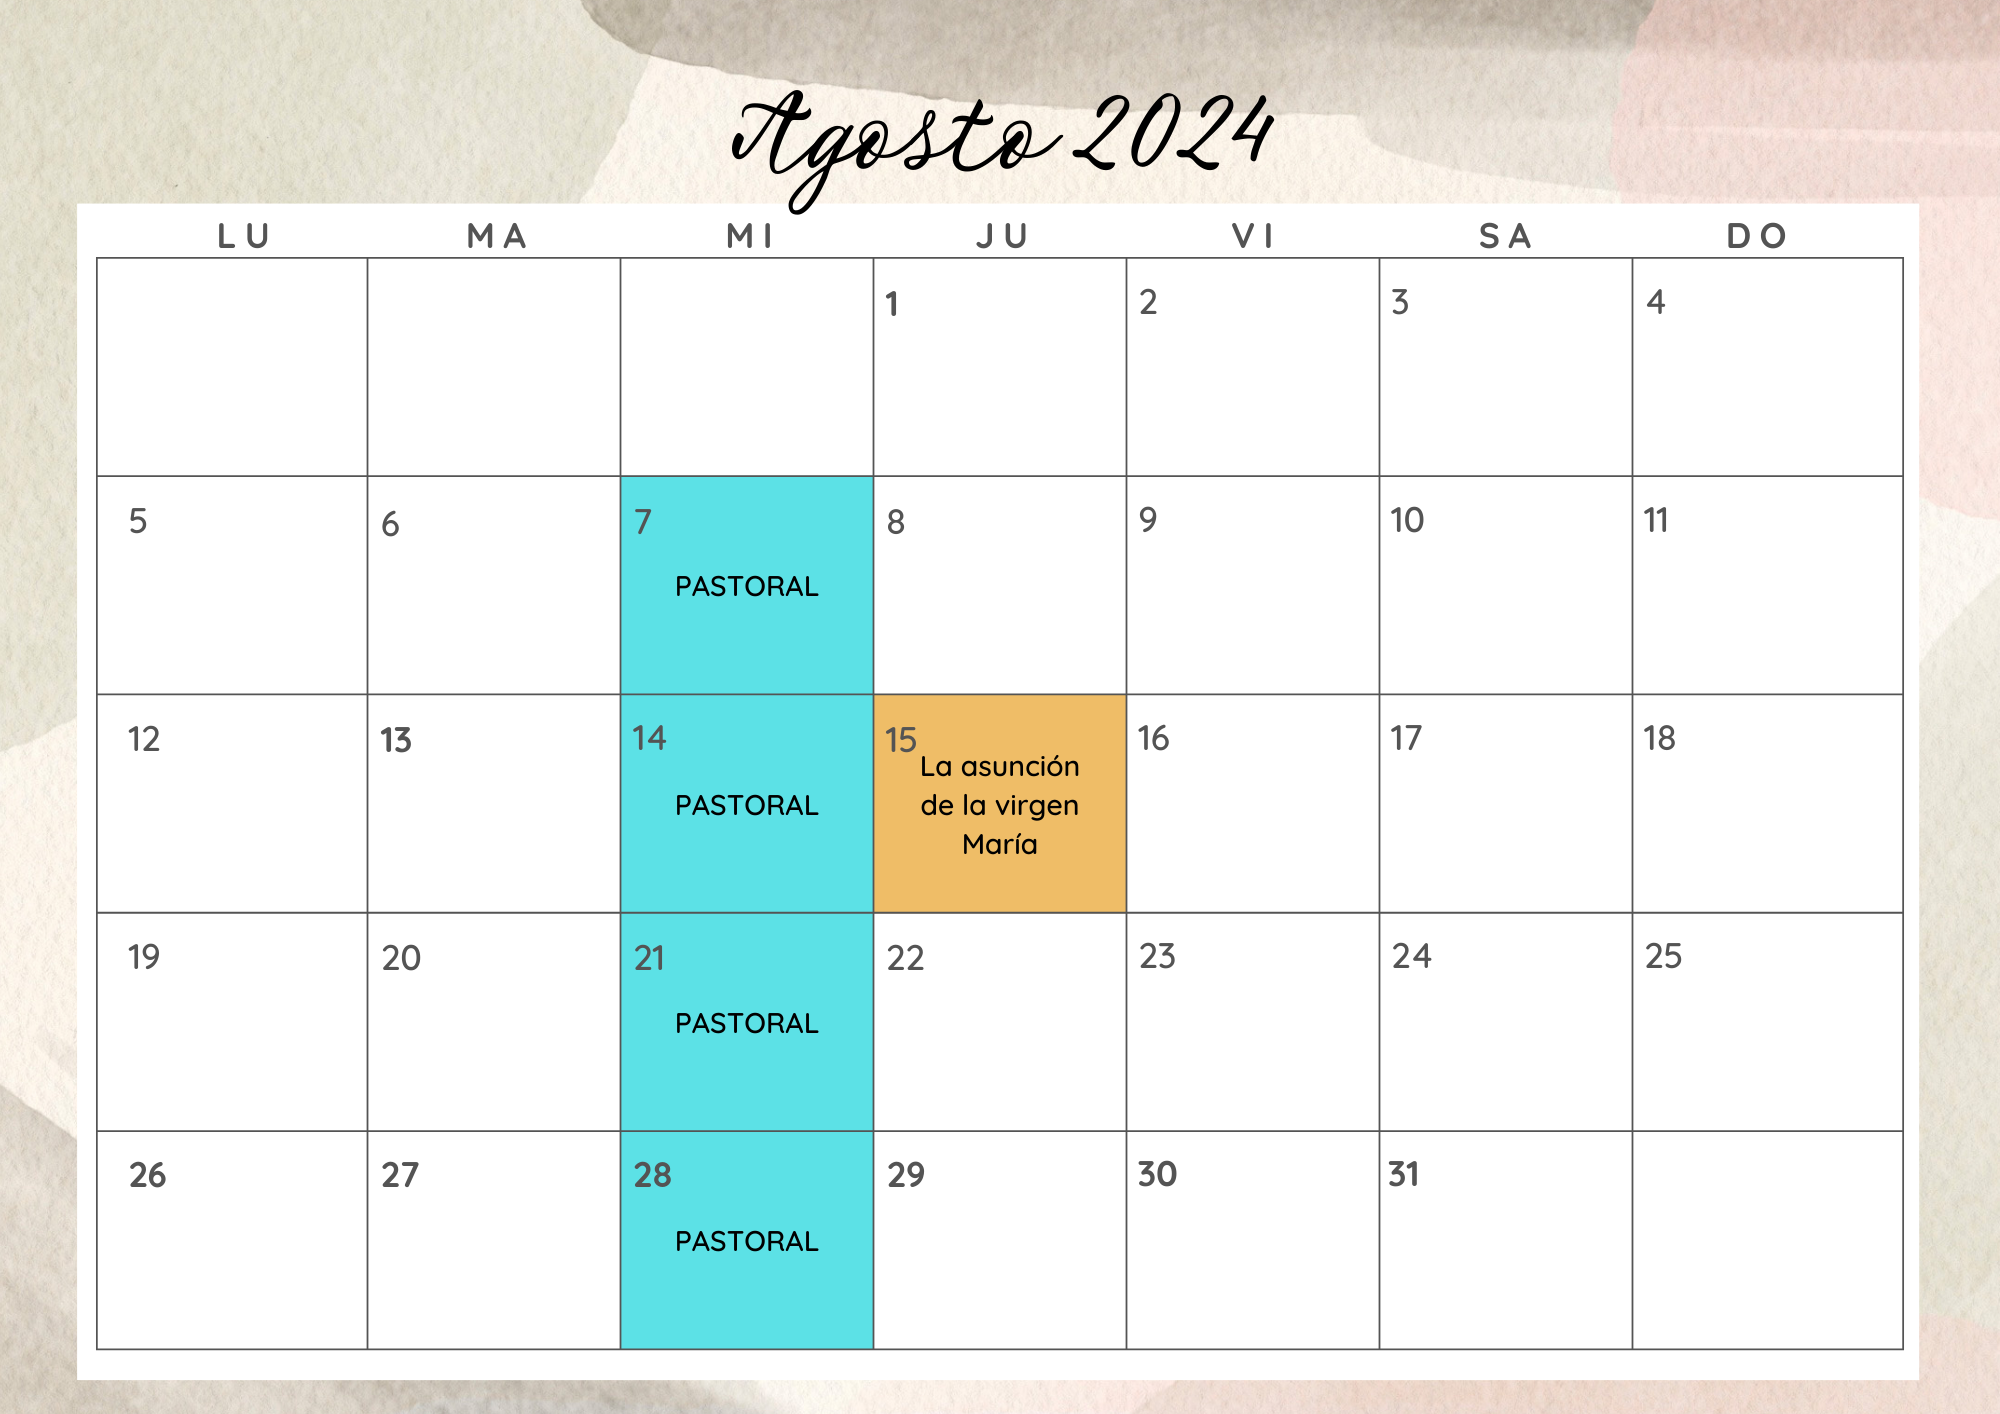 Agosto 2024
LU MA MI JU VI SA DO
1 2 3 4
5 6 7 8 9 10 11
PASTORAL
12 13 14 15 16 17 18
La asunción
de la virgen
María
PASTORAL
19 20 21 22 23 24 25
PASTORAL
26 27 28 29 30 31
PASTORAL